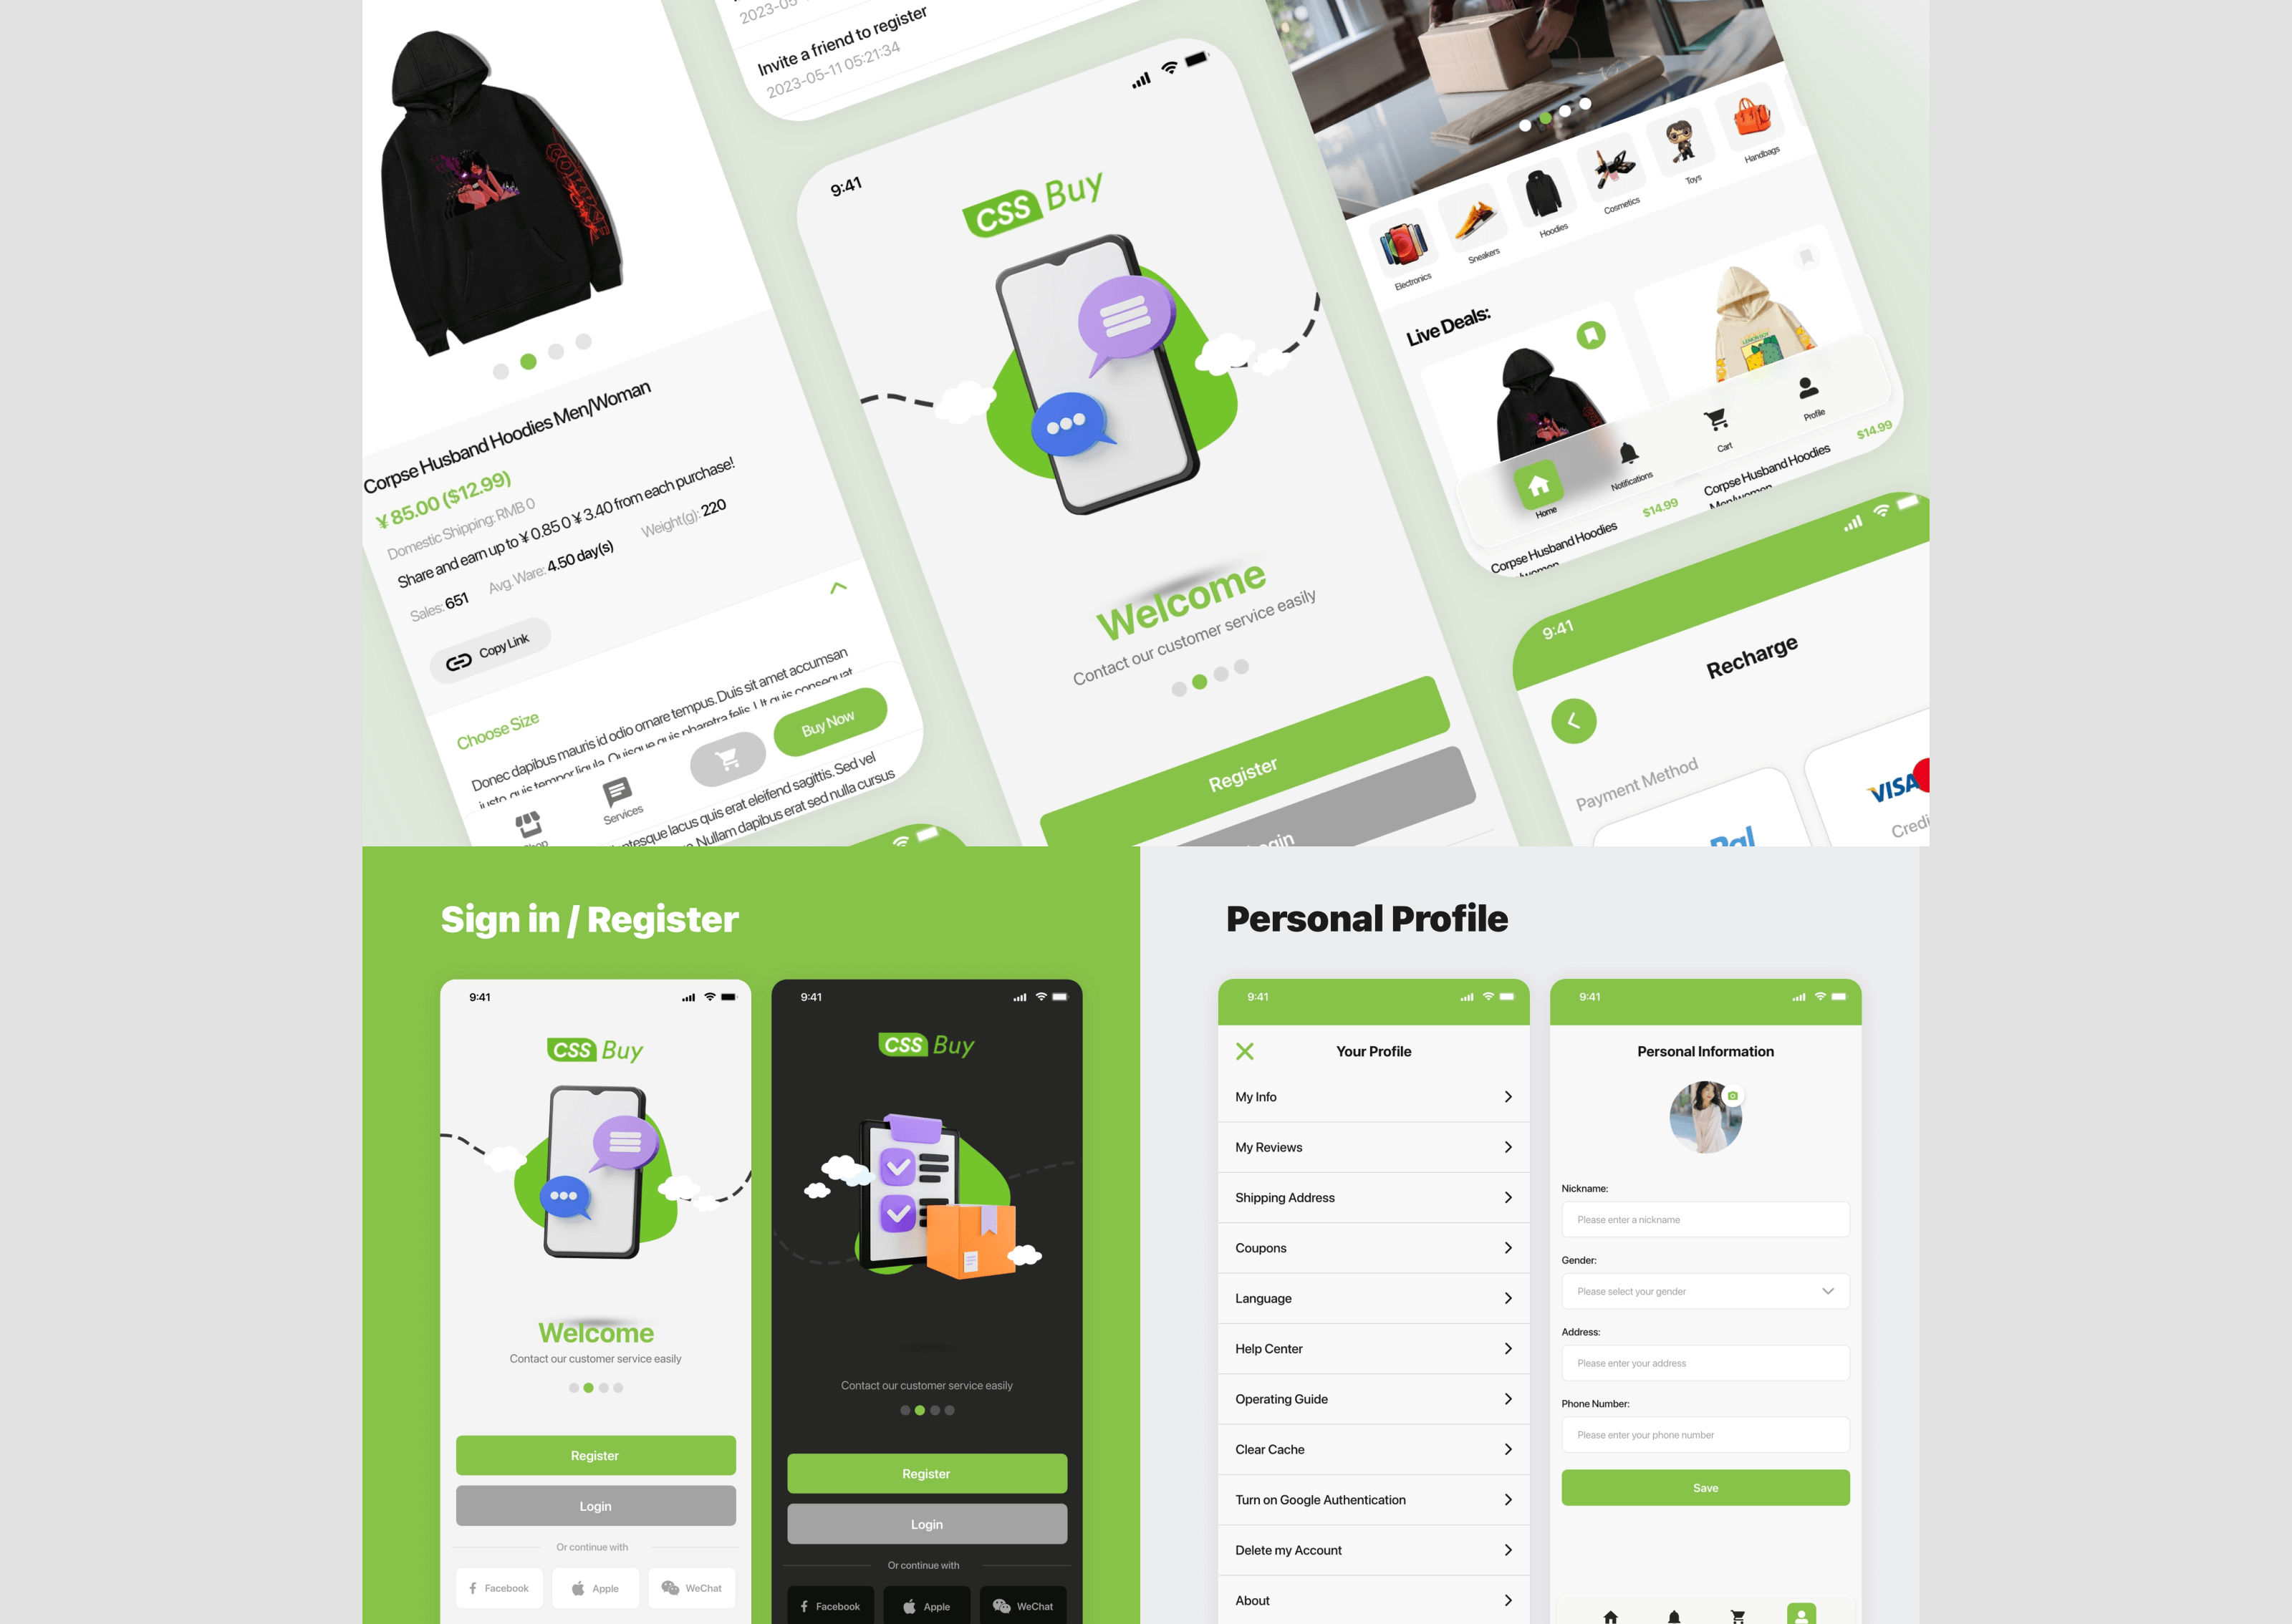 2023-05-
Invite a friend to register
2023-05-11 05:21:34
Corpse Husband Hoodies Men/Woman
¥ 85.00 ($12.99)
Domestic Shipping: RMB 0
Share and earn up to ¥ 0.85 0 ¥ 3.40 from each purchase!
Sales: 651 Avg. Ware: 4.50 day(s) Weight(g): 220
Copy Link
Choose Size
Donec dapibus mauris id odio ornare tempus. Duis sit amet accumsan
justo, quis tempor ligula. Quisque quis pharetra felis. Ut quis consequat
Services
Buy Now
lacus quis erat eleifend sagittis. Sed vel
Nullam dapibus erat sed nulla cursus
9:41
CSS Buy
Welcome
Contact our customer service easily
Register
Electronics
Sneakers
Hoodies
Cosmetics
Toys
Handbags
Live Deals:
Home
Notifications
Cart
Profile
Corpse Husband Hoodies
$14.99
Corpse Husband Hoodies
Men/women
$14.99
9:41
Recharge
Payment Method
VISA
Sign in / Register
9:41
CSS Buy
Welcome
Contact our customer service easily
Register
Login
Or continue with
Facebook
Apple
WeChat
9:41
CSS Buy
Contact our customer service easily
Register
Login
Or continue with
Facebook
Apple
WeChat
Personal Profile
9:41
Your Profile
My Info
My Reviews
Shipping Address
Coupons
Language
Help Center
Operating Guide
Clear Cache
Turn on Google Authentication
Delete my Account
About
9:41
Personal Information
Nickname:
Please enter a nickname
Gender:
Please select your gender
Address:
Please enter your address
Phone Number:
Please enter your phone number
Save